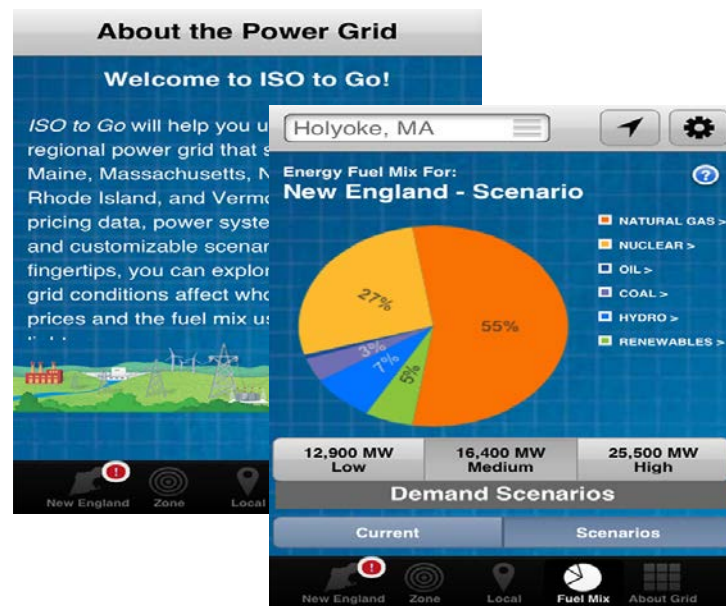 About the Power Grid
Welcome to ISO to Go!
ISO to Go will help you u
regional power grid that s
Maine, Massachusetts, N
Rhode Island, and Vermo
pricing data, power syste
and customizable scenar
fingertips, you can explor
grid conditions affect who
prices and the fuel mix us
New England
Zone
Local
Holyoke, MA
Energy Fuel Mix For:
New England - Scenario
?
NATURAL GAS >
NUCLEAR >
OIL >
COAL >
HYDRO >
RENEWABLES >
27%
55%
3%
7%
5%
12,900 MW
Low
16,400 MW
Medium
25,500 MW
High
Demand Scenarios
Current
Scenarios
!
New England
Zone
Local
Fuel Mix
About Grid